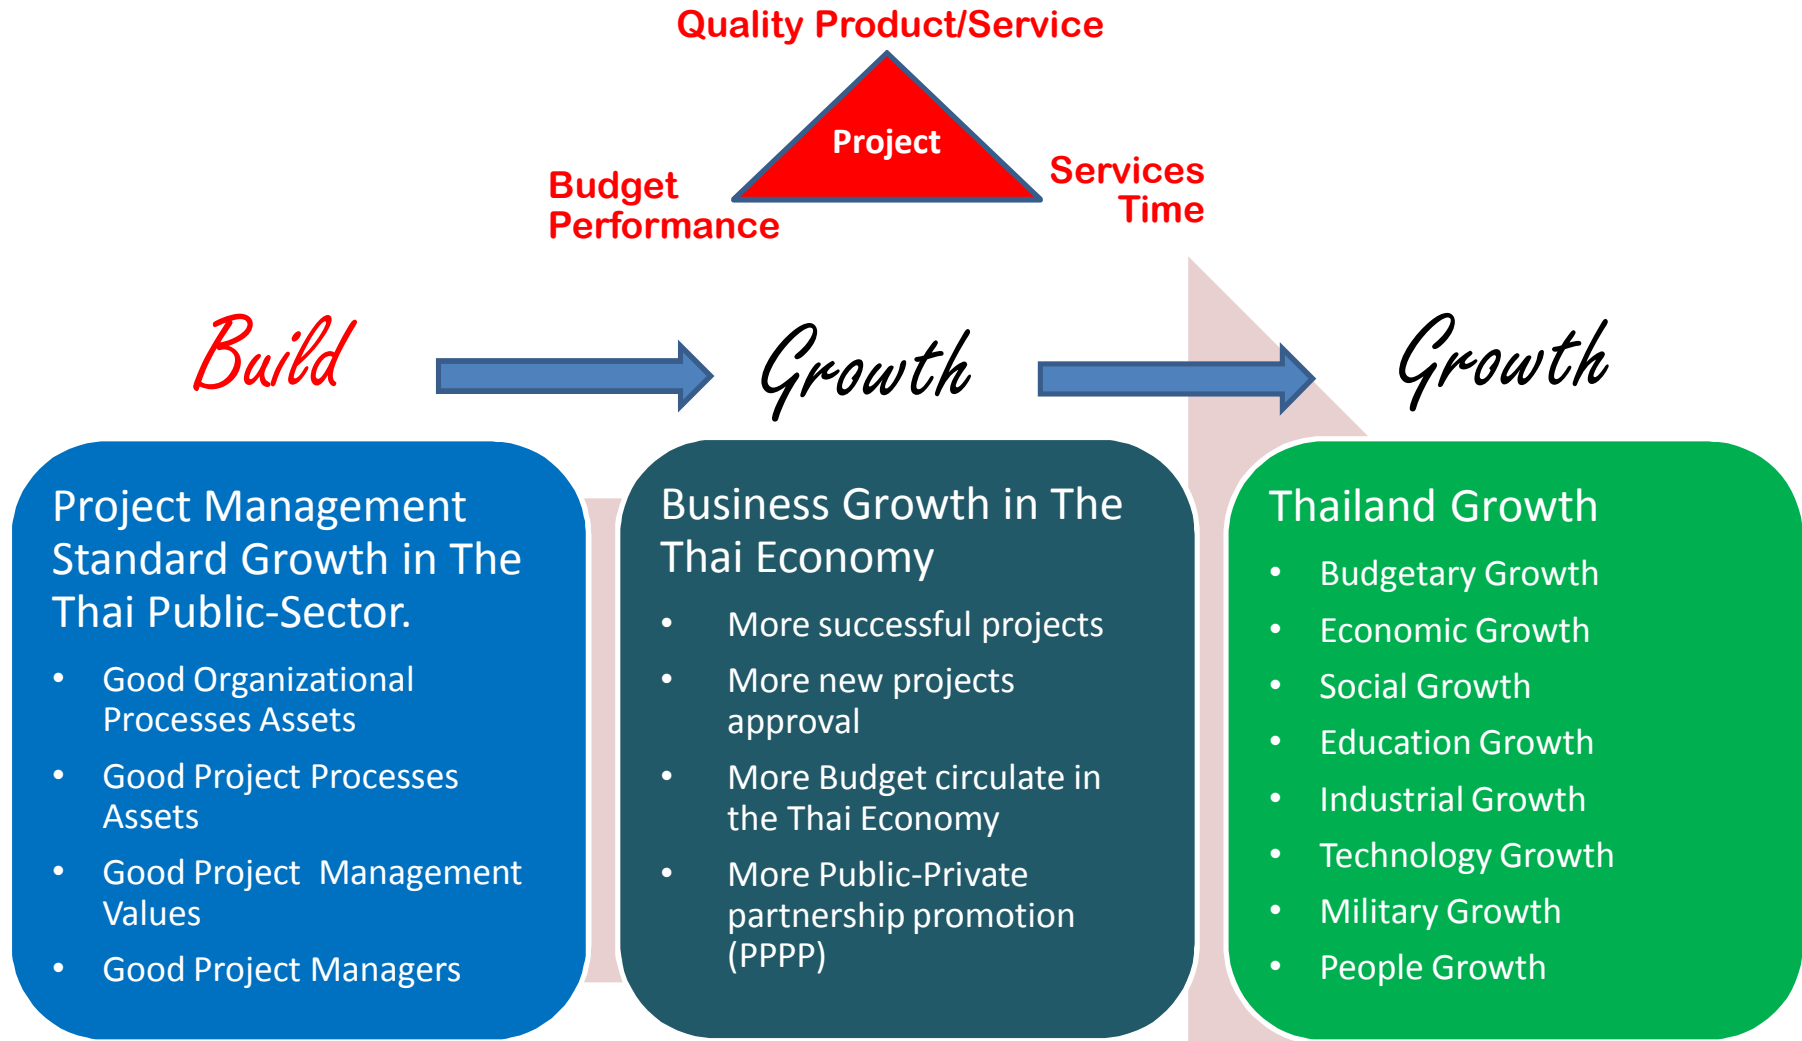 Quality Product/Service
Project
Budget
Performance
Services
Time
Build
Growth
Growth
Project Management
Standard Growth in The
Thai Public-Sector.
• Good Organizational
Processes Assets
• Good Project Processes
Assets
• Good Project  Management
Values
• Good Project Managers
Business Growth in The
Thai Economy
• More successful projects
• More new projects
approval
• More Budget circulate in
the Thai Economy
• More Public-Private
partnership promotion
(PPPP)
Thailand Growth
• Budgetary Growth
• Economic Growth
• Social Growth
• Education Growth
• Industrial Growth
• Technology Growth
• Military Growth
• People Growth